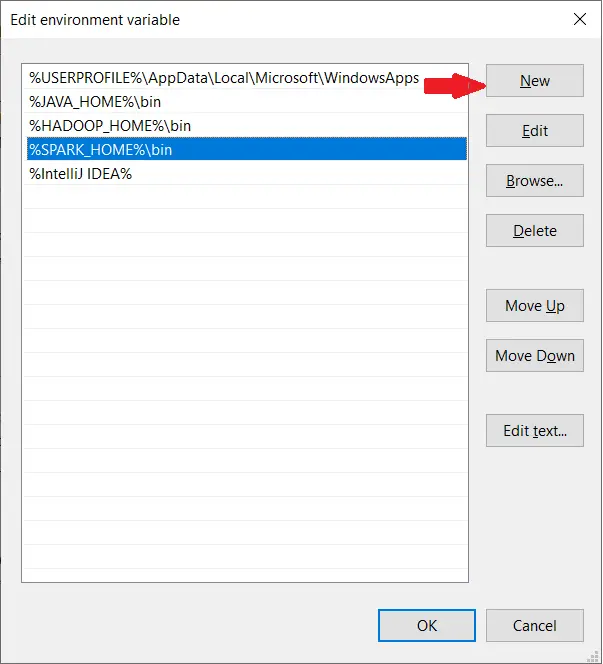 Edit environment variable
%USERPROFILE%\AppData\Local\Microsoft\WindowsApps
%JAVA_HOME%\bin
%HADOOP_HOME%\bin
%SPARK_HOME%\bin
%IntelliJ IDEA%
New
Edit
Browse...
Delete
Move Up
Move Down
Edit text...
OK
Cancel